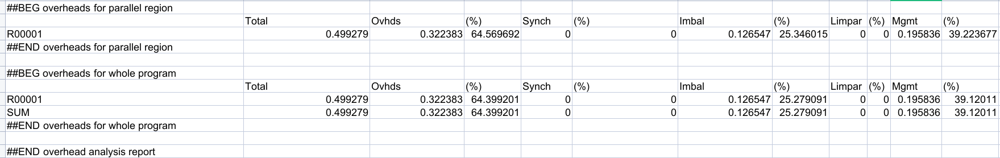 ##BEG overheads for parallel region
Total Ovhds (%) Synch (%) Imbal (%) Limpar (%) Mgmt (%)
R00001 0.499279 0.322383 64.569692 0 0 0.126547 25.346015 0 0 0.195836 39.223677
##END overheads for parallel region
##BEG overheads for whole program
Total Ovhds (%) Synch (%) Imbal (%) Limpar (%) Mgmt (%)
R00001 0.499279 0.322383 64.399201 0 0 0.126547 25.279091 0 0 0.195836 39.12011
SUM 0.499279 0.322383 64.399201 0 0 0.126547 25.279091 0 0 0.195836 39.12011
##END overheads for whole program
##END overhead analysis report